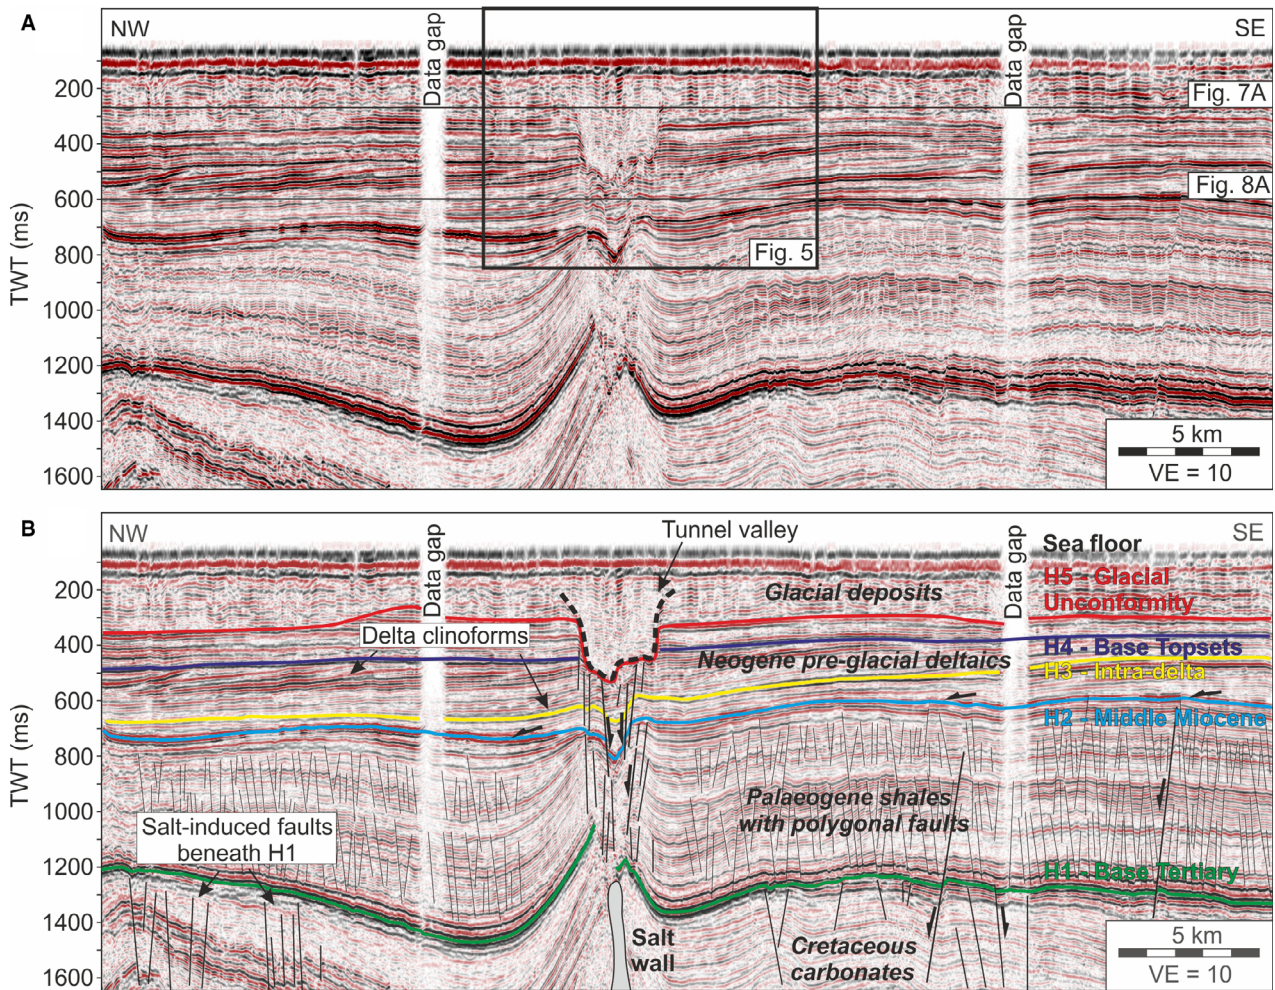 A
NW
Data gap
Data gap
SE
200
Fig. 7A
400
Fig. 8A
600
800
Fig. 5
TWT (ms)
1000
1200
1400
5 km
VE = 10
1600
B
NW
Data gap
Tunnel valley
Data gap
Sea floor
SE
200
Glacial deposits
H5 - Glacial
Unconformity
400
Delta clinoforms
Neogene pre-glacial deltaics
H4 - Base Topsets
H3 - Intra-delta
600
H2 - Middle Miocene
800
TWT (ms)
Palaeogene shales
with polygonal faults
1000
Salt-induced faults
beneath H1
1200
H1 - Base Tertiary
1400
Salt
wall
Cretaceous
carbonates
5 km
VE = 10
1600